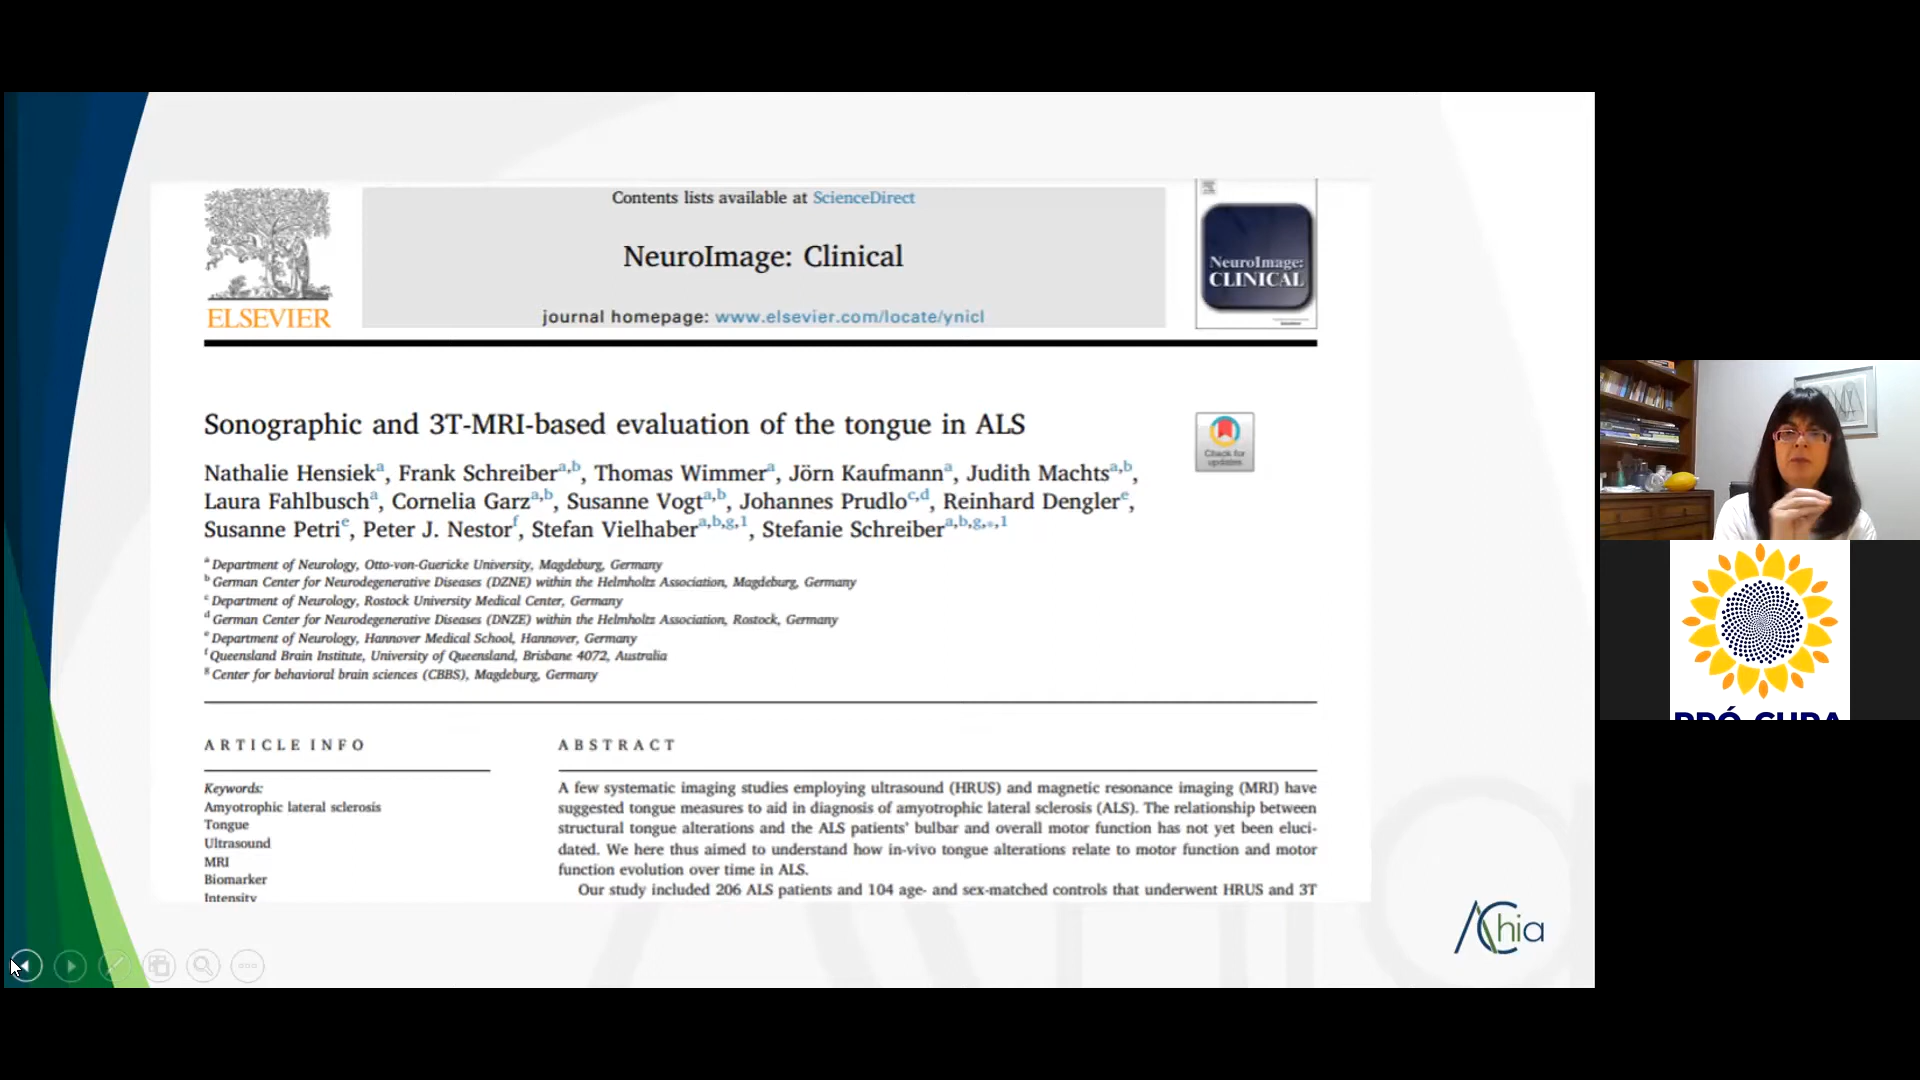 Contents lists available at ScienceDirect
NeuroImage: Clinical
journal homepage: www.elsevier.com/locate/ynicl
ELSEVIER
NeuroImage:
CLINICAL
Sonographic and 3T-MRI-based evaluation of the tongue in ALS
Check for
updates
Nathalie Hensiek^a, Frank Schreiber^a,b, Thomas Wimmer^a, Jörn Kaufmann^a, Judith Machts^a,b,
Laura Fahlbusch^a, Cornelia Garz^a,b, Susanne Vogt^a,b, Johannes Prudlo^c,d, Reinhard Dengler^e,
Susanne Petri^e, Peter J. Nestor^f, Stefan Vielhaber^a,b,g,1, Stefanie Schreiber^a,b,g,*,1
^a Department of Neurology, Otto-von-Guericke University, Magdeburg, Germany
^b German Center for Neurodegenerative Diseases (DZNE) within the Helmholtz Association, Magdeburg, Germany
^c Department of Neurology, Rostock University Medical Center, Germany
^d German Center for Neurodegenerative Diseases (DNZE) within the Helmholtz Association, Rostock, Germany
^e Department of Neurology, Hannover Medical School, Hannover, Germany
^f Queensland Brain Institute, University of Queensland, Brisbane 4072, Australia
^g Center for behavioral brain sciences (CBBS), Magdeburg, Germany
ARTICLE INFO
Keywords:
Amyotrophic lateral sclerosis
Tongue
Ultrasound
MRI
Biomarker
Intensity
ABSTRACT
A few systematic imaging studies employing ultrasound (HRUS) and magnetic resonance imaging (MRI) have
suggested tongue measures to aid in diagnosis of amyotrophic lateral sclerosis (ALS). The relationship between
structural tongue alterations and the ALS patients' bulbar and overall motor function has not yet been eluci-
dated. We here thus aimed to understand how in-vivo tongue alterations relate to motor function and motor
function evolution over time in ALS.
Our study included 206 ALS patients and 104 age- and sex-matched controls that underwent HRUS and 3T
AChia
PRÓ-CURA